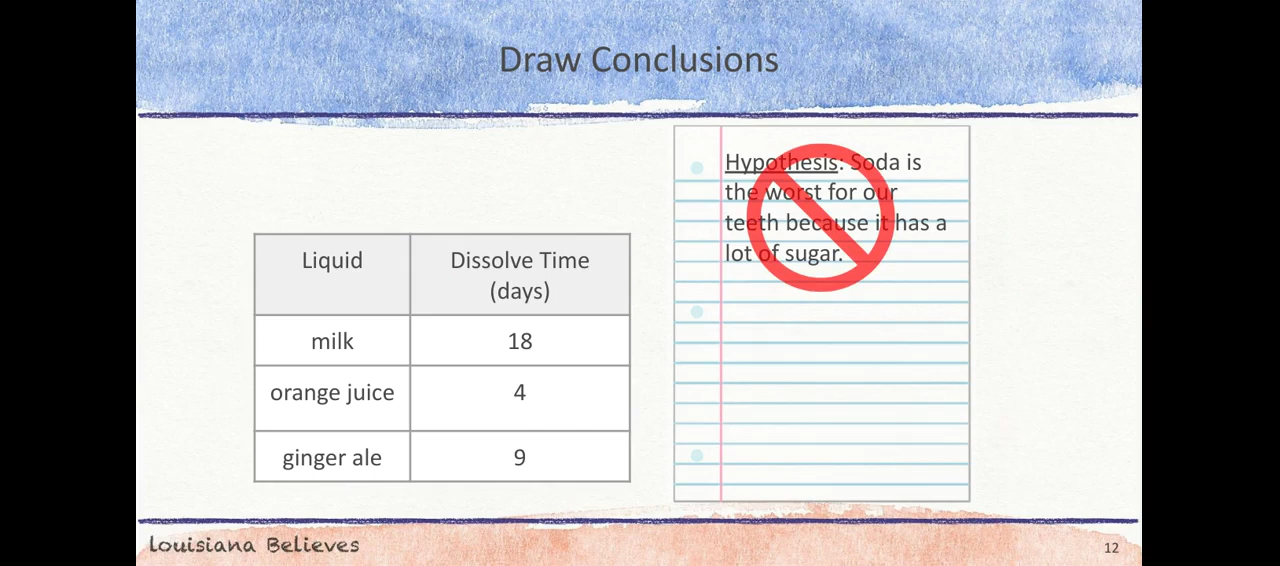 Draw Conclusions
Liquid
Dissolve Time
(days)
milk
18
orange juice
4
ginger ale
9
Hypothesis: Soda is
the worst for our
teeth because it has a
lot of sugar.
Louisiana Believes
12